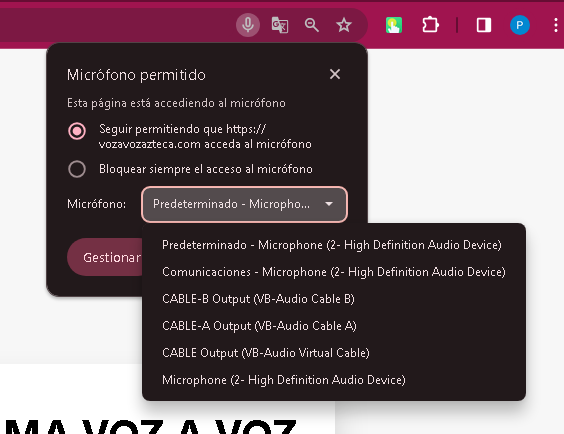 P
Micrófono permitido
Esta página está accediendo al micrófono
Seguir permitiendo que https://
vozavozazteca.com acceda al micrófono
Bloquear siempre el acceso al micrófono
Micrófono: Predeterminado - Micropho...
Gestionar
Predeterminado - Microphone (2- High Definition Audio Device)
Comunicaciones - Microphone (2- High Definition Audio Device)
CABLE-B Output (VB-Audio Cable B)
CABLE-A Output (VB-Audio Cable A)
CABLE Output (VB-Audio Virtual Cable)
Microphone (2- High Definition Audio Device)
MA VOZ A VOZ